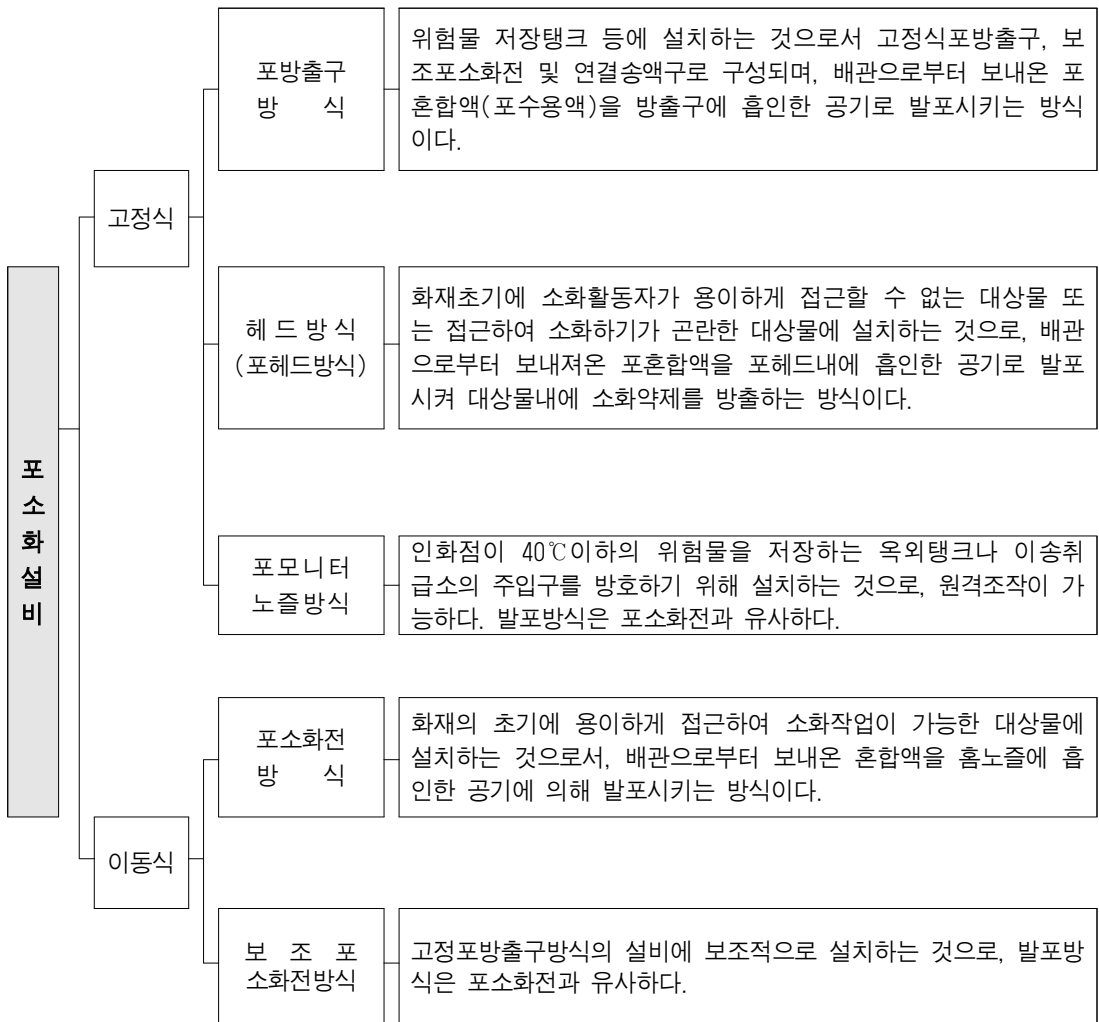 포소화설비
고정식
포방출구
방 식
위험물 저장탱크 등에 설치하는 것으로서 고정식포방출구, 보
조포소화전 및 연결송액구로 구성되며, 배관으로부터 보내온 포
혼합액(포수용액)을 방출구에 흡인한 공기로 발포시키는 방식
이다.
헤 드 방 식
(포헤드방식)
화재초기에 소화활동자가 용이하게 접근할 수 없는 대상물 또
는 접근하여 소화하기가 곤란한 대상물에 설치하는 것으로, 배관
으로부터 보내져온 포혼합액을 포헤드내에 흡인한 공기로 발포
시켜 대상물내에 소화약제를 방출하는 방식이다.
포모니터
노즐방식
인화점이 40℃이하의 위험물을 저장하는 옥외탱크나 이송취
급소의 주입구를 방호하기 위해 설치하는 것으로, 원격조작이 가
능하다. 발포방식은 포소화전과 유사하다.
이동식
포소화전
방 식
화재의 초기에 용이하게 접근하여 소화작업이 가능한 대상물에
설치하는 것으로서, 배관으로부터 보내온 혼합액을 홈노즐에 흡
인한 공기에 의해 발포시키는 방식이다.
보 조 포
소화전방식
고정포방출구방식의 설비에 보조적으로 설치하는 것으로, 발포방
식은 포소화전과 유사하다.